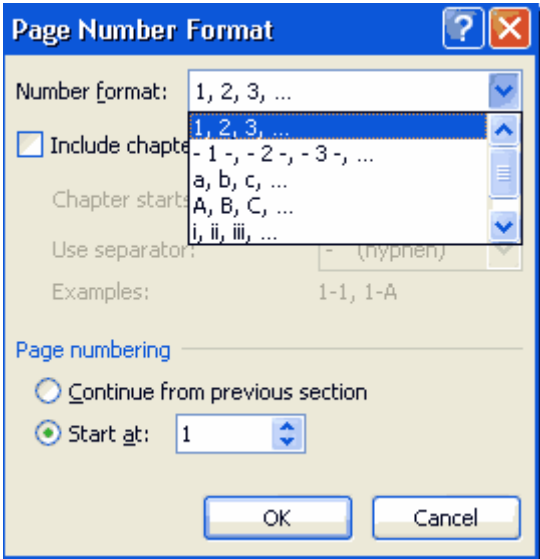 Page Number Format
Number format: 1, 2, 3, ...
1, 2, 3, ...
Include chapte
- 1 -, - 2 -, - 3 -, ...
a, b, c, ...
Chapter starts
A, B, C, ...
i, ii, iii, ...
Use separator: - (hyphen)
Examples: 1-1, 1-A
Page numbering
Continue from previous section
Start at: 1
OK Cancel